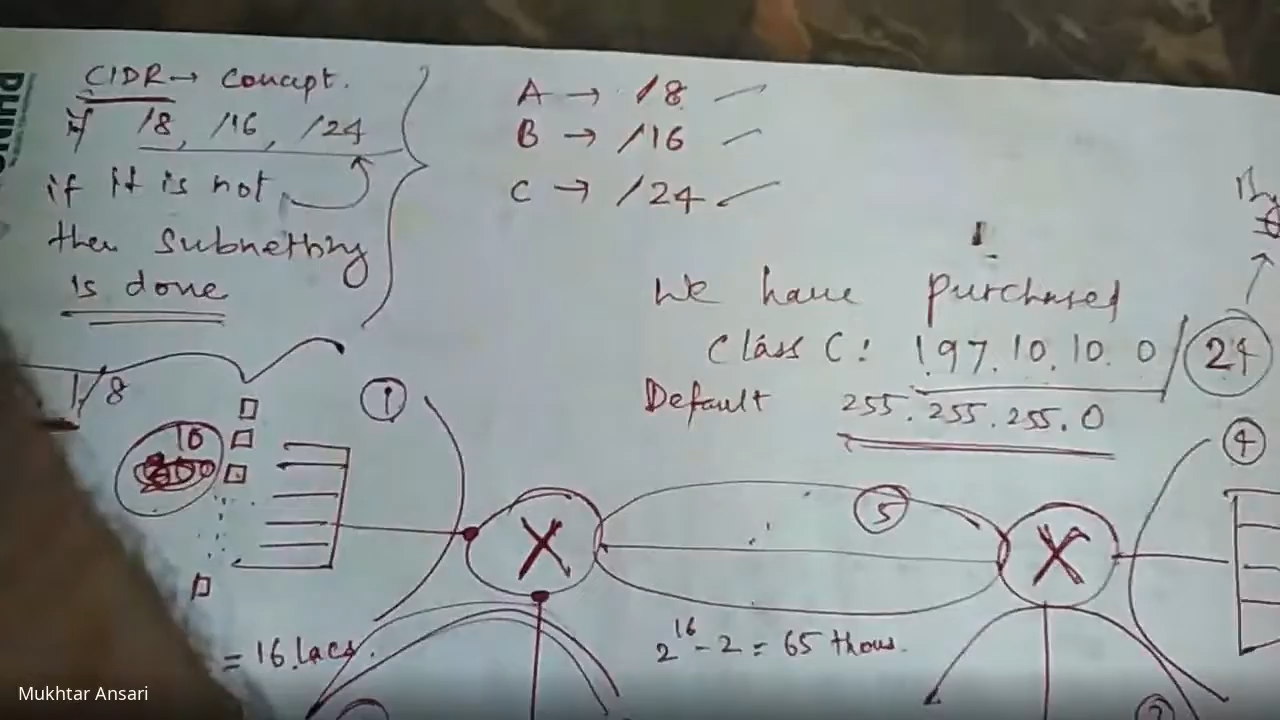 CIDR → Concept.
if /8, /16, /24
if it is not
then Subnetting
is done
A → /8
B → /16
C → /24
We have purchased
Class C: 197.10.10.0/24
Default 255.255.255.0
/8
1
4
10
5
= 16 lacs.
2^16 - 2 = 65 thous.
Mukhtar Ansari